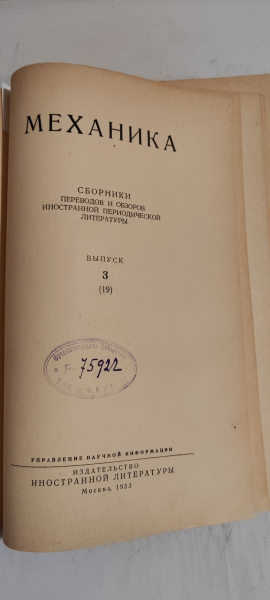 МЕХАНИКА
СБОРНИКИ
ПЕРЕВОДОВ И ОБЗОРОВ
ИНОСТРАННОЙ ПЕРИОДИЧЕСКОЙ
ЛИТЕРАТУРЫ
ВЫПУСК
3
(19)
75922
УПРАВЛЕНИЕ НАУЧНОЙ ИНФОРМАЦИИ
ИЗДАТЕЛЬСТВО
ИНОСТРАННОЙ ЛИТЕРАТУРЫ
Москва, 1953